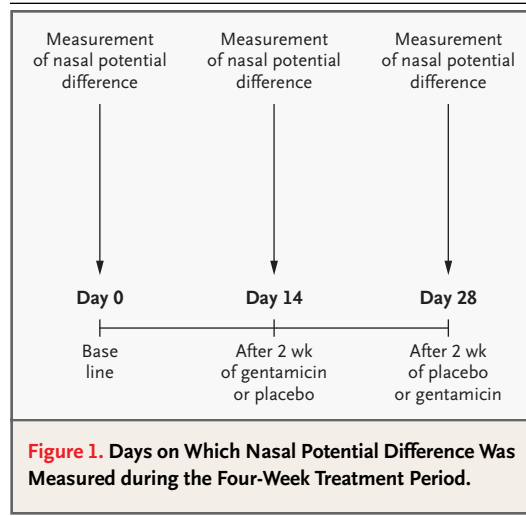 Measurement of nasal potential difference
Measurement of nasal potential difference
Measurement of nasal potential difference
Day 0
Day 14
Day 28
Base line
After 2 wk of gentamicin or placebo
After 2 wk of placebo or gentamicin
Figure 1. Days on Which Nasal Potential Difference Was
Measured during the Four-Week Treatment Period.